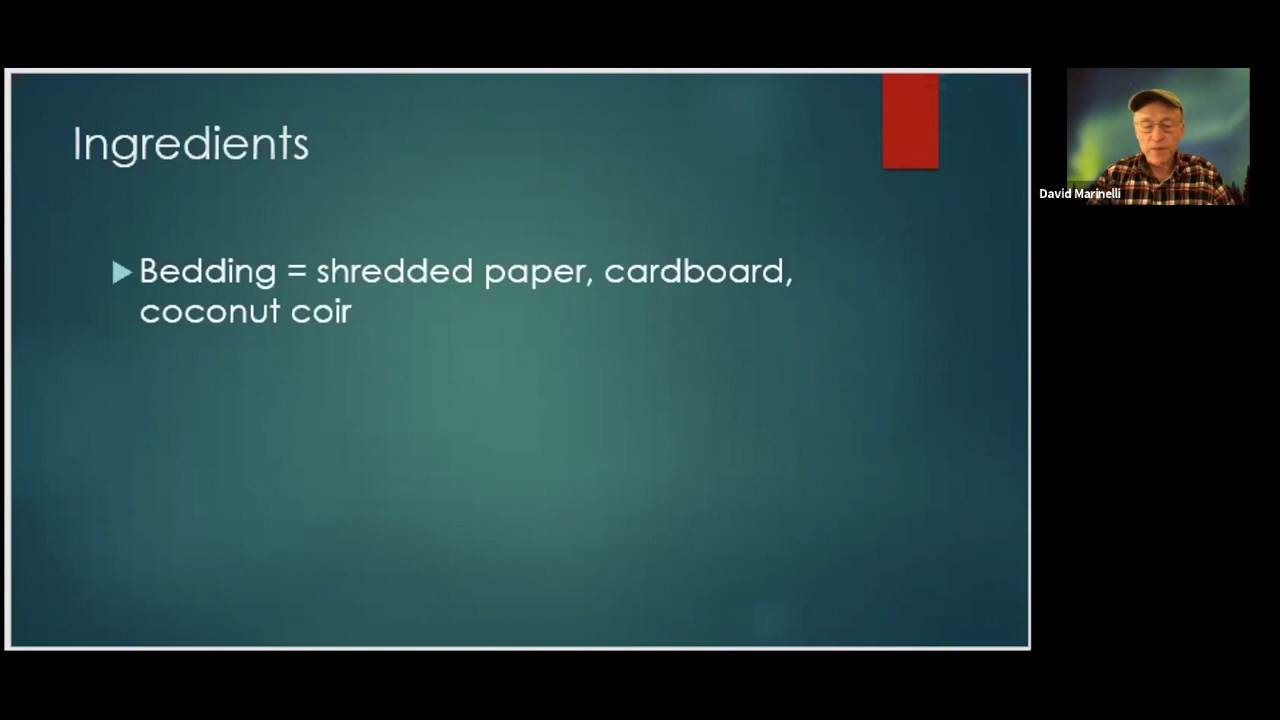 Ingredients
Bedding = shredded paper, cardboard,
coconut coir
David Marinelli